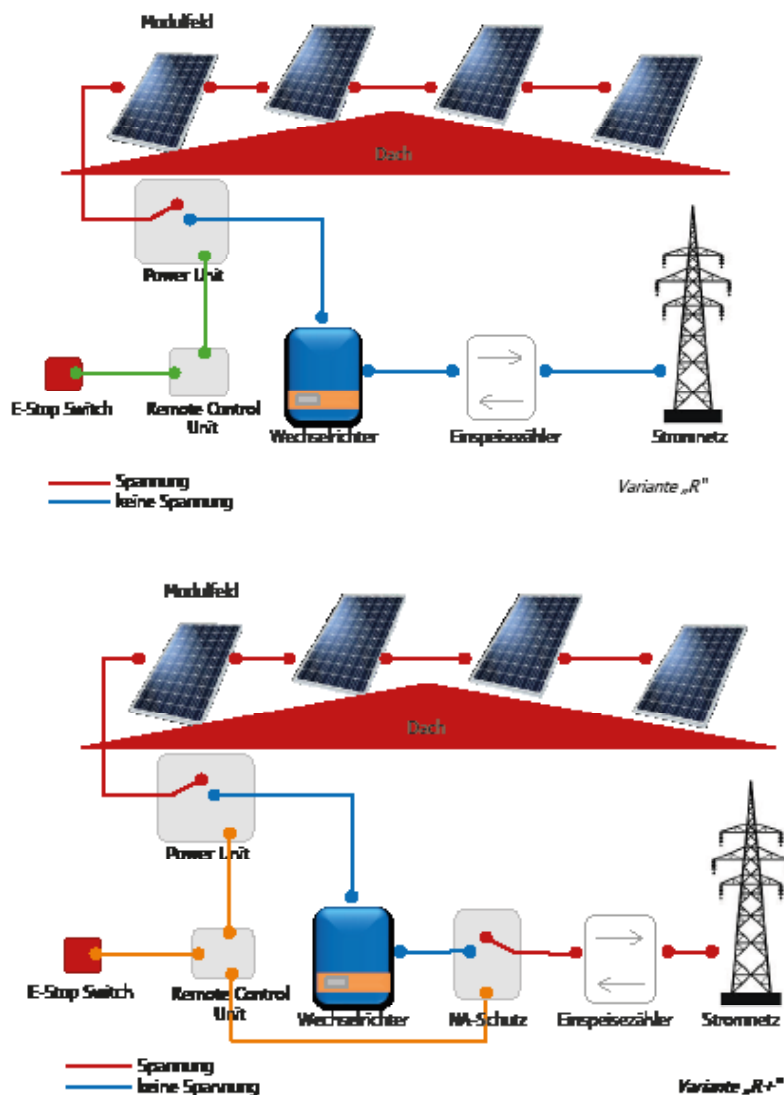 Modulfeld
Dach
Power Unit
E-Stop Switch
Remote Control
Unit
Wechselrichter
Einspeisezähler
Stromnetz
Spannung
keine Spannung
Variante „R"
Modulfeld
Dach
Power Unit
E-Stop Switch
Remote Control
Unit
Wechselrichter
NA-Schutz
Einspeisezähler
Stromnetz
Spannung
keine Spannung
Variante „R+"